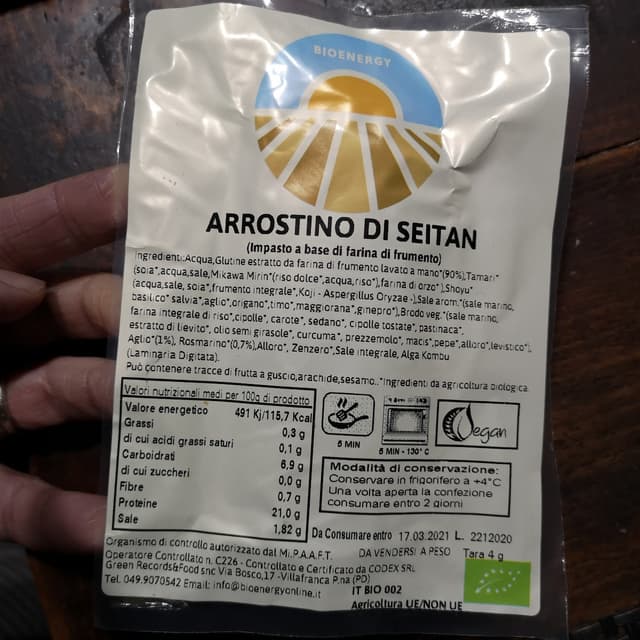 BIOENERGY
ARROSTINO DI SEITAN
(Impasto a base di farina di frumento)
Ingredienti:Acqua,Glutine estratto da farina di frumento lavato a mano*(90%),Tamari*
(soia*,acqua,sale,Mikawa Mirin*(riso dolce*,acqua,riso*),farina di orzo*),Shoyu*
(acqua,sale, soia*,frumento integrale*,Koji - Aspergillus Oryzae -),Sale arom.*(sale marino,
basilico* salvia*,aglio*,origano*,timo*,maggiorana*,ginepro*),Brodo veg.*(sale marino,
farina integrale di riso*,cipolle*, carote*, sedano*, cipolle tostate*, pastinaca*,
estratto di lievito*, olio semi girasole*, curcuma*, prezzemolo*, macis*,pepe*,alloro*,levistico*),
Aglio*(1%), Rosmarino*(0,7%),Alloro*, Zenzero*,Sale integrale, Alga Kombu
(Laminaria Digitata).
Può contenere tracce di frutta a guscio,arachide,sesamo..*Ingredienti da agricoltura biologica.
Valori nutrizionali medi per 100g di prodotto
Valore energetico 491 Kj/115,7 Kcal
Grassi 0,3 g
di cui acidi grassi saturi 0,1 g
Carboidrati 6,9 g
di cui zuccheri 0,0 g
Fibre 0,7 g
Proteine 21,0 g
Sale 1,82 g
5 MIN
5 MIN - 130° C
Vegan
Modalità di conservazione:
Conservare in frigorifero a +4°C
Una volta aperta la confezione
consumare entro 2 giorni
Da Consumare entro 17.03.2021 L. 2212020
Organismo di controllo autorizzato dal Mi.P.A.A.F.T. DA VENDERSI A PESO Tara 4 g
Operatore Controllato n. C226 - Controllato e Certificato da CODEX SRL
Green Records&Food snc Via Bosco,17 -Villafranca P.na (PD)
Tel. 049.9070542 Email: info@bioenergyonline.it
IT BIO 002
Agricoltura UE/NON UE